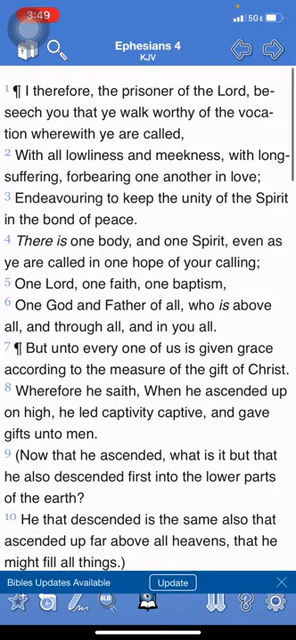 3:49
5GE
Ephesians 4
KJV
1 ¶ I therefore, the prisoner of the Lord, be-
seech you that ye walk worthy of the voca-
tion wherewith ye are called,
2 With all lowliness and meekness, with long-
suffering, forbearing one another in love;
3 Endeavouring to keep the unity of the Spirit
in the bond of peace.
4 There is one body, and one Spirit, even as
ye are called in one hope of your calling;
5 One Lord, one faith, one baptism,
6 One God and Father of all, who is above
all, and through all, and in you all.
7 ¶ But unto every one of us is given grace
according to the measure of the gift of Christ.
8 Wherefore he saith, When he ascended up
on high, he led captivity captive, and gave
gifts unto men.
9 (Now that he ascended, what is it but that
he also descended first into the lower parts
of the earth?
10 He that descended is the same also that
ascended up far above all heavens, that he
might fill all things.)
Bibles Updates Available
Update